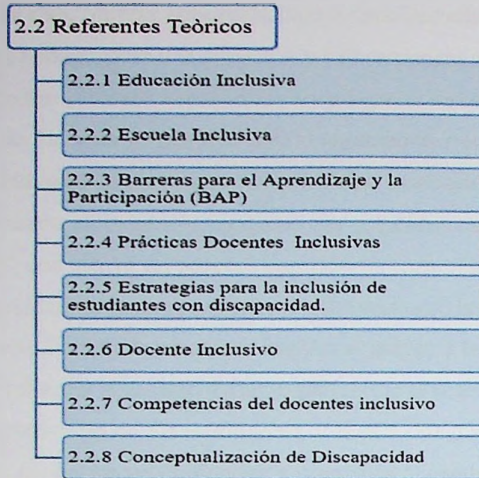 2.2 Referentes Teòricos
2.2.1 Educación Inclusiva
2.2.2 Escuela Inclusiva
2.2.3 Barreras para el Aprendizaje y la
Participación (BAP)
2.2.4 Prácticas Docentes Inclusivas
2.2.5 Estrategias para la inclusión de
estudiantes con discapacidad.
2.2.6 Docente Inclusivo
2.2.7 Competencias del docentes inclusivo
2.2.8 Conceptualización de Discapacidad